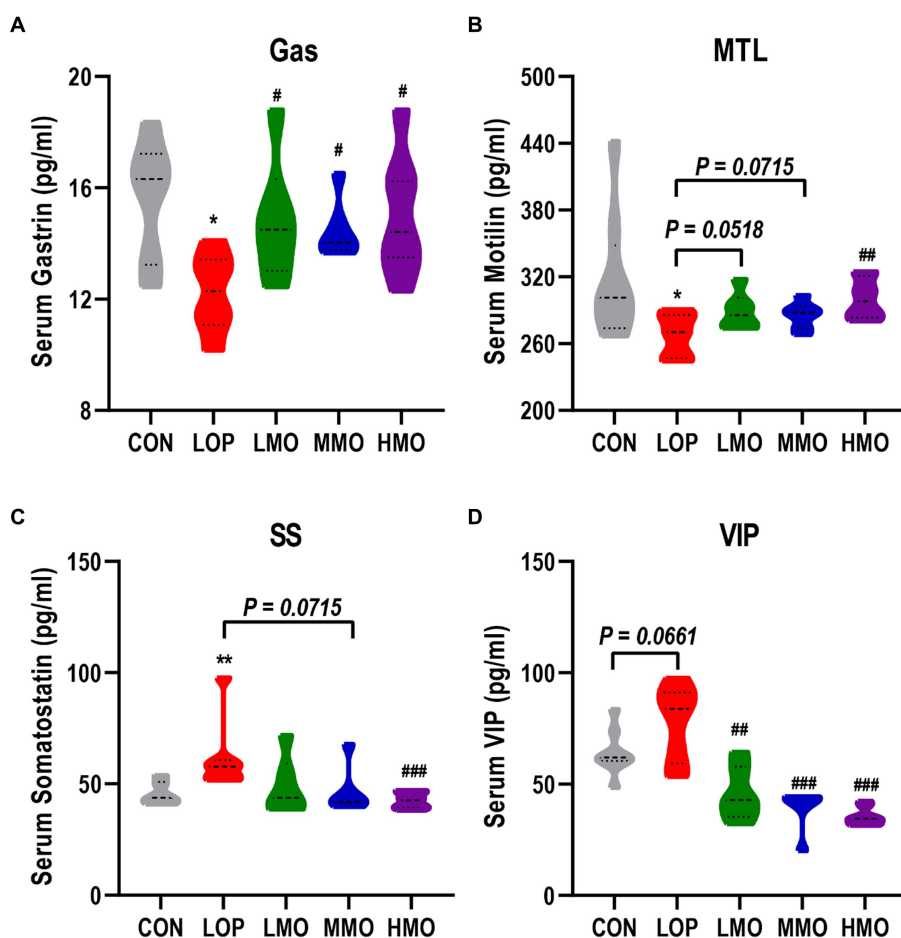 A
Gas
Serum Gastrin (pg/ml)
20
16
12
8
*
#
#
#
CON LOP LMO MMO HMO
B
MTL
Serum Motilin (pg/ml)
500
440
380
320
260
200
P = 0.0715
P = 0.0518
*
##
CON LOP LMO MMO HMO
C
SS
Serum Somatostatin (pg/ml)
150
100
50
0
P = 0.0715
**
###
CON LOP LMO MMO HMO
D
VIP
Serum VIP (pg/ml)
150
100
50
0
P = 0.0661
##
###
###
CON LOP LMO MMO HMO